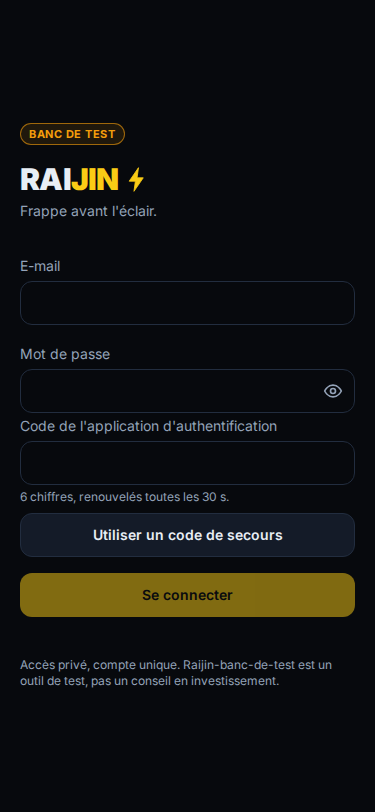 BANC DE TEST
RAIJIN
Frappe avant l'éclair.
E-mail
Mot de passe
Code de l'application d'authentification
6 chiffres, renouvelés toutes les 30 s.
Utiliser un code de secours
Se connecter
Accès privé, compte unique. Raijin-banc-de-test est un
outil de test, pas un conseil en investissement.